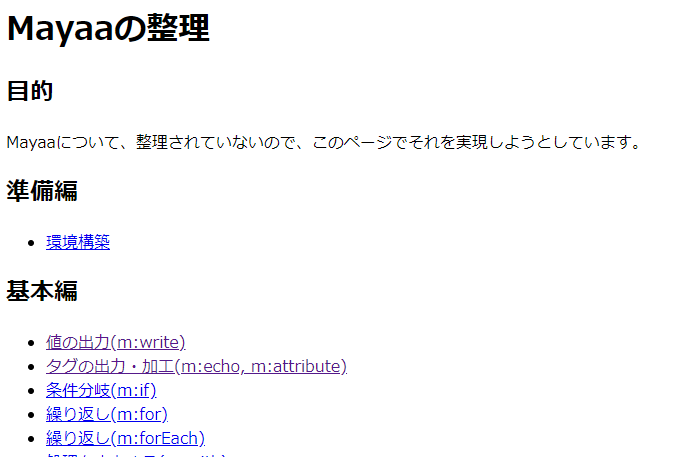 Mayaaの整理
目的
Mayaaについて、整理されていないので、このページでそれを実現しようとしています。
準備編
環境構築
基本編
値の出力(m:write)
タグの出力・加工(m:echo, m:attribute)
条件分岐(m:if)
繰り返し(m:for)
繰り返し(m:forEach)